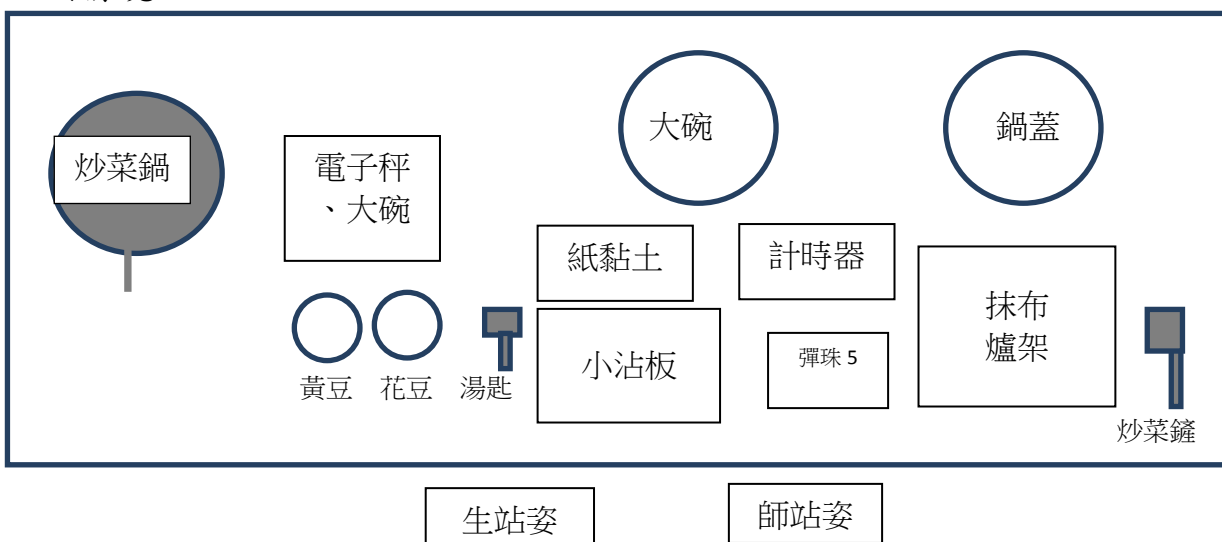 大碗
鍋蓋
炒菜鍋
電子秤
、大碗
紙黏土
計時器
抹布
爐架
小沾板
彈珠 5
黃豆
花豆
湯匙
炒菜鏟
生站姿
師站姿